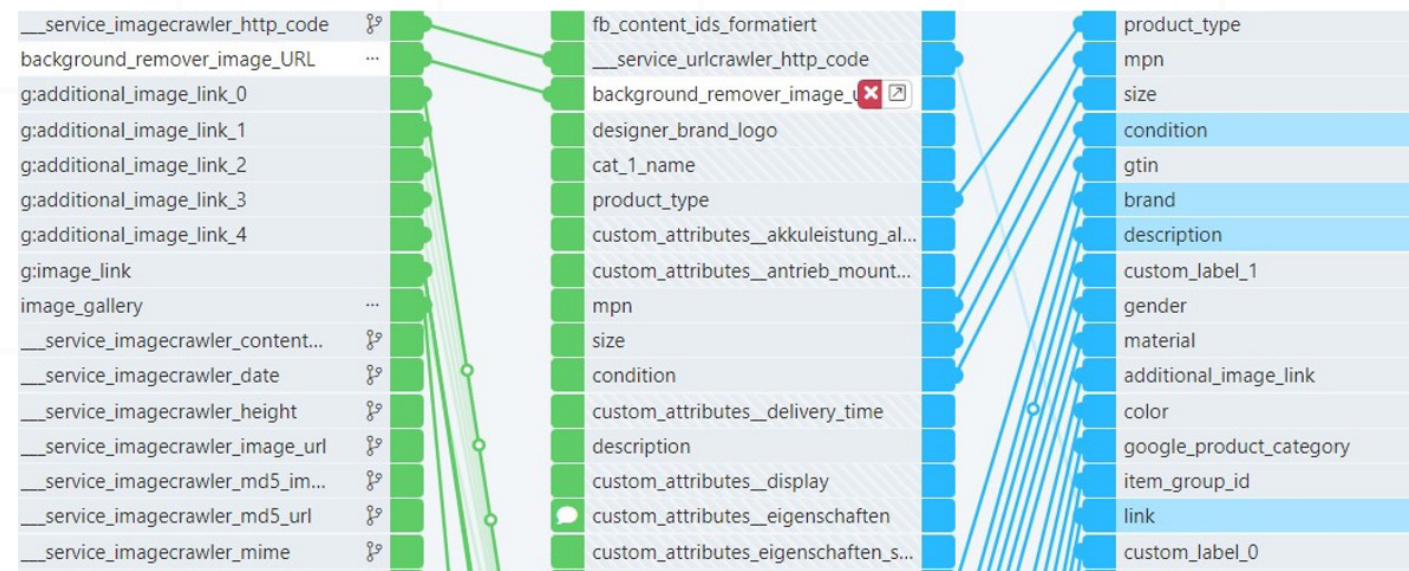 ___service_imagecrawler_http_code
background_remover_image_URL
g:additional_image_link_0
g:additional_image_link_1
g:additional_image_link_2
g:additional_image_link_3
g:additional_image_link_4
g:image_link
image_gallery
___service_imagecrawler_content...
___service_imagecrawler_date
___service_imagecrawler_height
___service_imagecrawler_image_url
___service_imagecrawler_md5_im...
___service_imagecrawler_md5_url
___service_imagecrawler_mime
fb_content_ids_formatiert
___service_urlcrawler_http_code
background_remover_image_
designer_brand_logo
cat_1_name
product_type
custom_attributes__akkuleistung_al...
custom_attributes__antrieb_mount...
mpn
size
condition
custom_attributes__delivery_time
description
custom_attributes__display
custom_attributes__eigenschaften
custom_attributes_eigenschaften_s...
product_type
mpn
size
condition
gtin
brand
description
custom_label_1
gender
material
additional_image_link
color
google_product_category
item_group_id
link
custom_label_0